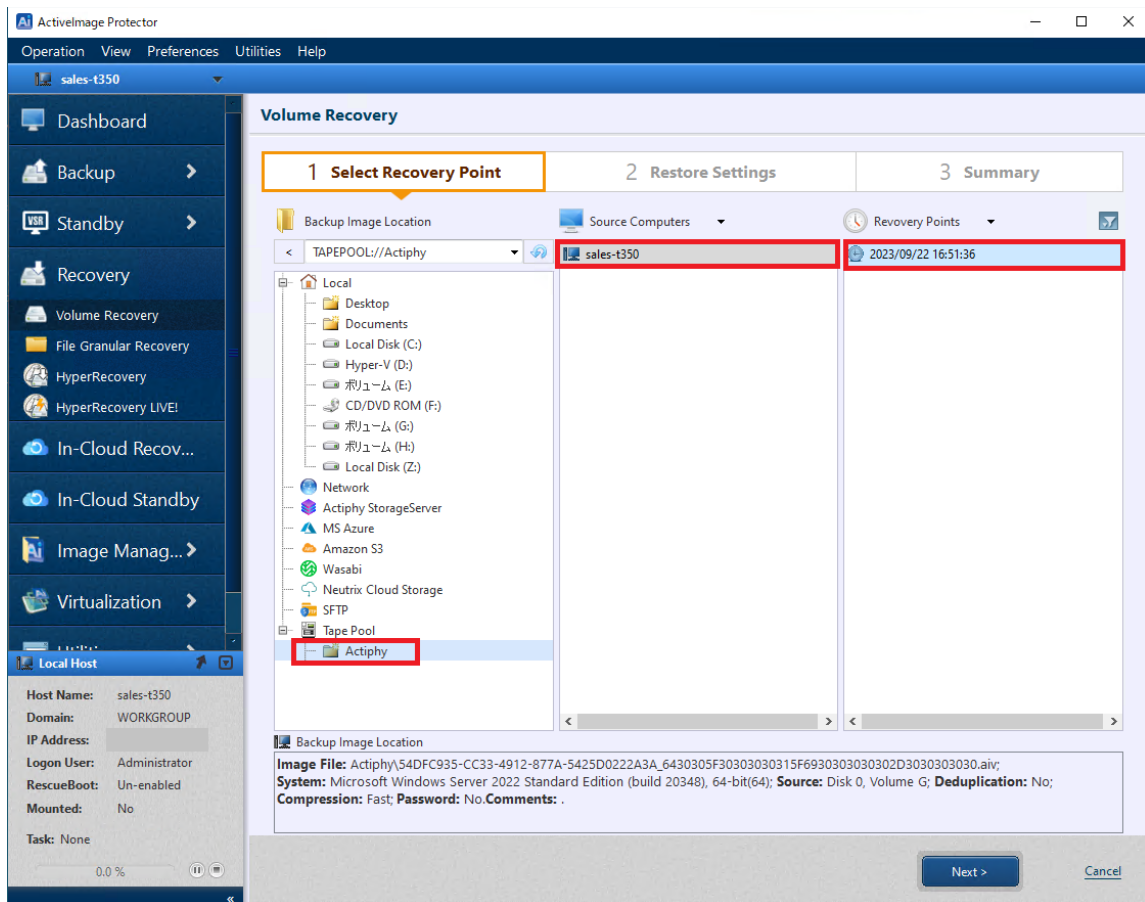 ActiveImage Protector
Operation View Preferences Utilities Help
sales-t350
Dashboard
Backup
Standby
Recovery
Volume Recovery
File Granular Recovery
HyperRecovery
HyperRecovery LIVE!
In-Cloud Recov...
In-Cloud Standby
Image Manag...
Virtualization
Local Host
Host Name: sales-t350
Domain: WORKGROUP
IP Address:
Logon User: Administrator
RescueBoot: Un-enabled
Mounted: No
Task: None
0.0 %
Volume Recovery
1 Select Recovery Point
2 Restore Settings
3 Summary
Backup Image Location
TAPEPOOL://Actiphy
Local
Desktop
Documents
Local Disk (C:)
Hyper-V (D:)
ボリューム (E:)
CD/DVD ROM (F:)
ボリューム (G:)
ボリューム (H:)
Local Disk (Z:)
Network
Actiphy StorageServer
MS Azure
Amazon S3
Wasabi
Neutrix Cloud Storage
SFTP
Tape Pool
Actiphy
Source Computers
sales-t350
Revovery Points
2023/09/22 16:51:36
Backup Image Location
Image File: Actiphy\54DFC935-CC33-4912-877A-5425D0222A3A_6430305F30303030315F6930303030302D3030303030.aiv;
System: Microsoft Windows Server 2022 Standard Edition (build 20348), 64-bit(64); Source: Disk 0, Volume G; Deduplication: No;
Compression: Fast; Password: No.Comments: .
Next >
Cancel